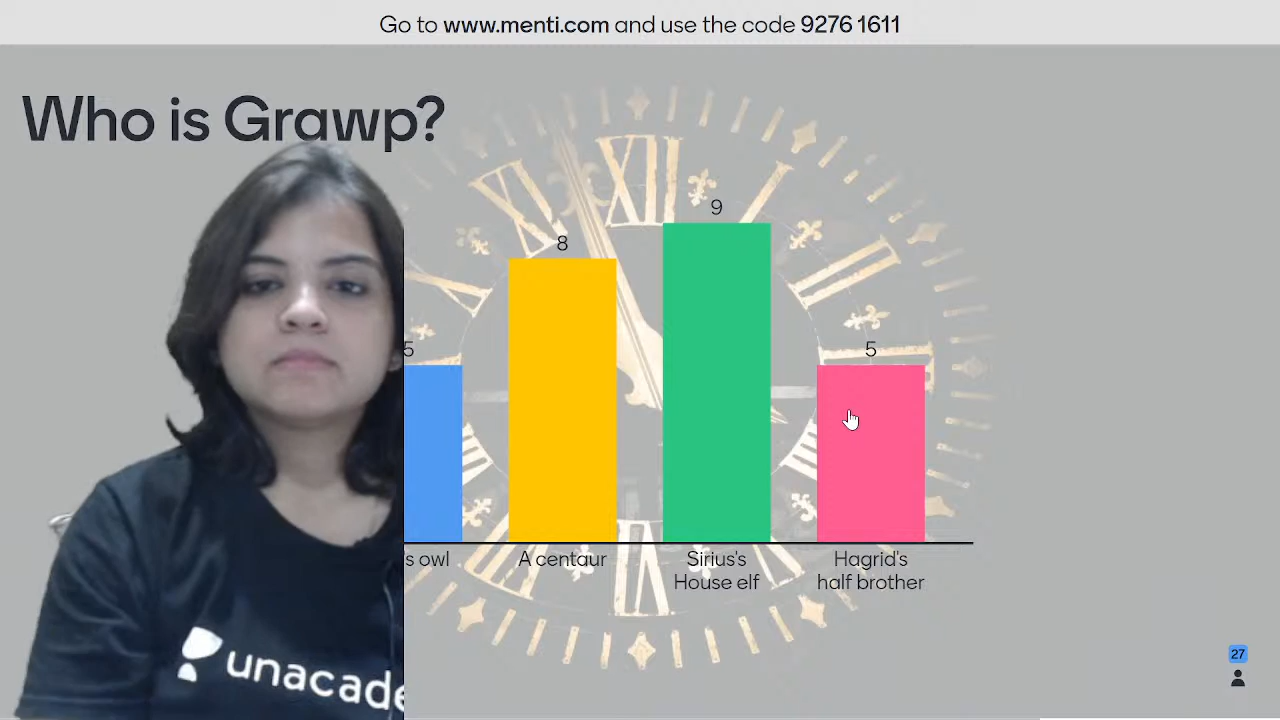 Go to www.menti.com and use the code 9276 1611
Who is Grawp?
5
8
9
5
's owl
A centaur
Sirius's
House elf
Hagrid's
half brother
unacade
27